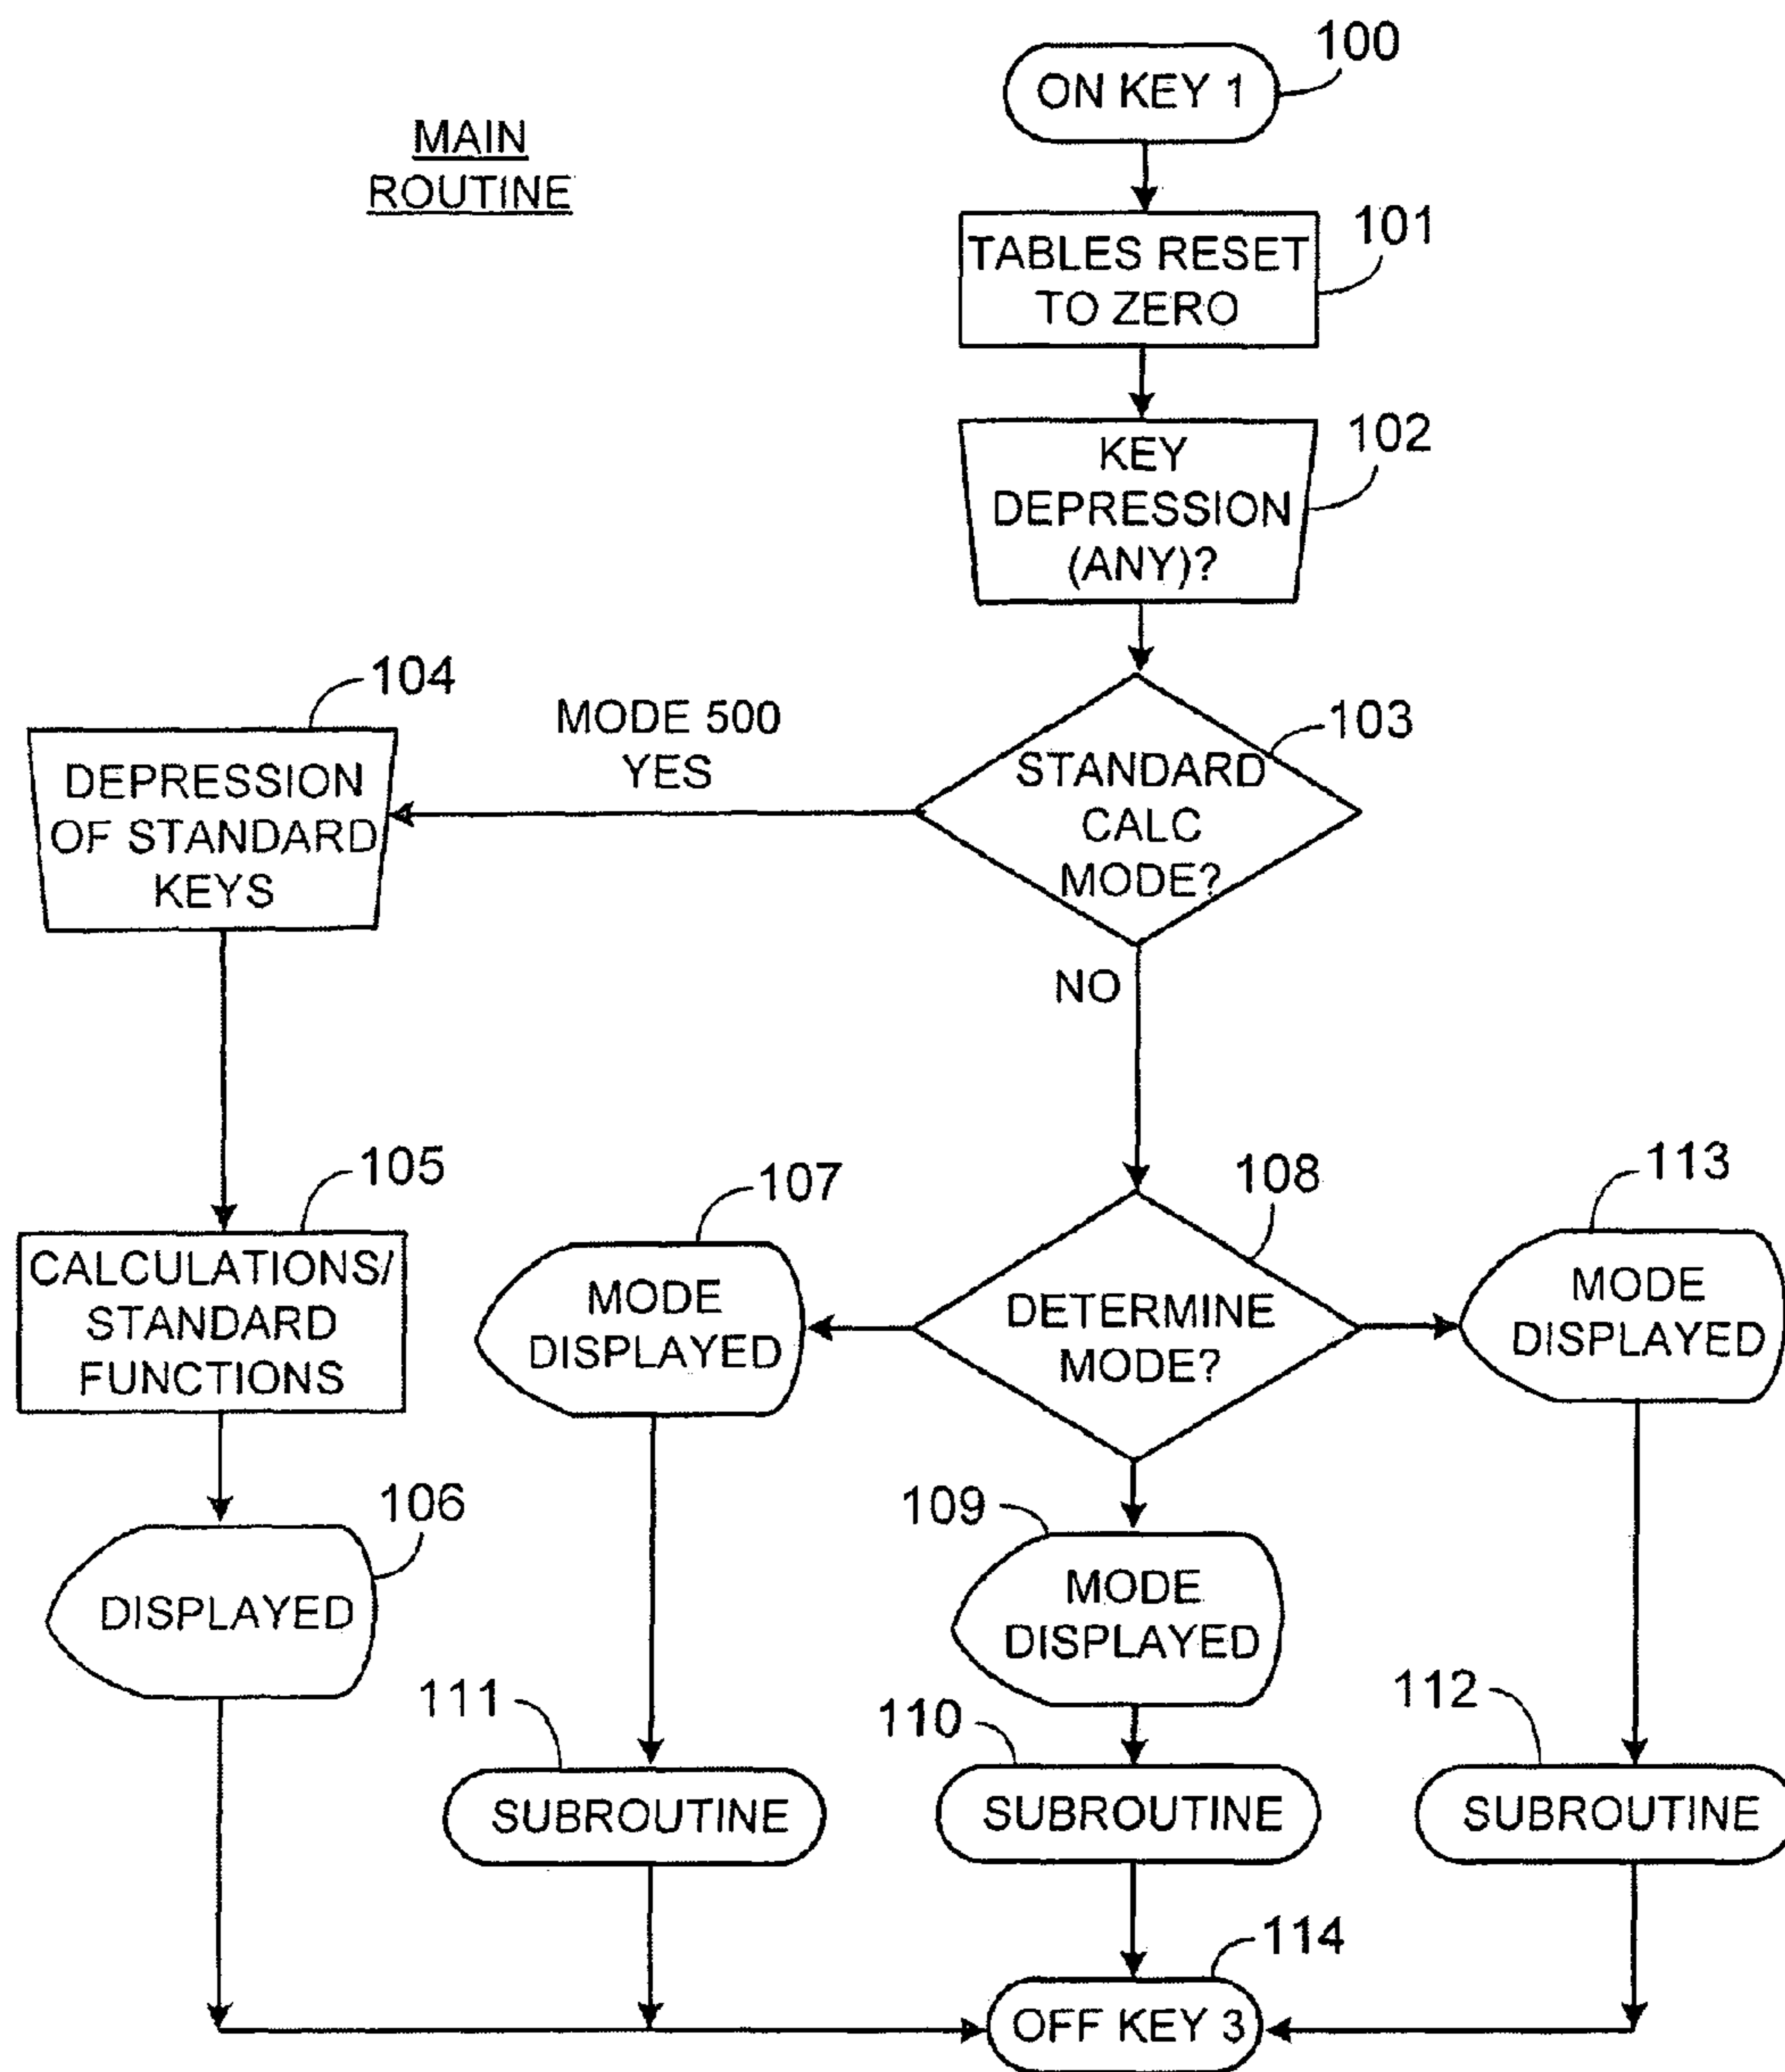 MAIN
ROUTINE
100
ON KEY 1
101
TABLES RESET
TO ZERO
102
KEY
DEPRESSION
(ANY)?
103
STANDARD
CALC
MODE?
MODE 500
YES
NO
104
DEPRESSION
OF STANDARD
KEYS
105
CALCULATIONS/
STANDARD
FUNCTIONS
106
DISPLAYED
107
MODE
DISPLAYED
108
DETERMINE
MODE?
113
MODE
DISPLAYED
109
MODE
DISPLAYED
111
SUBROUTINE
110
SUBROUTINE
112
SUBROUTINE
114
OFF KEY 3